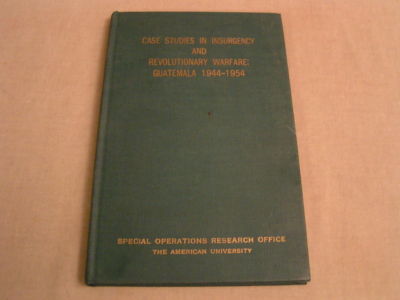 CASE STUDIES IN INSURGENCY
AND
REVOLUTIONARY WARFARE:
GUATEMALA 1944-1954
SPECIAL OPERATIONS RESEARCH OFFICE
THE AMERICAN UNIVERSITY